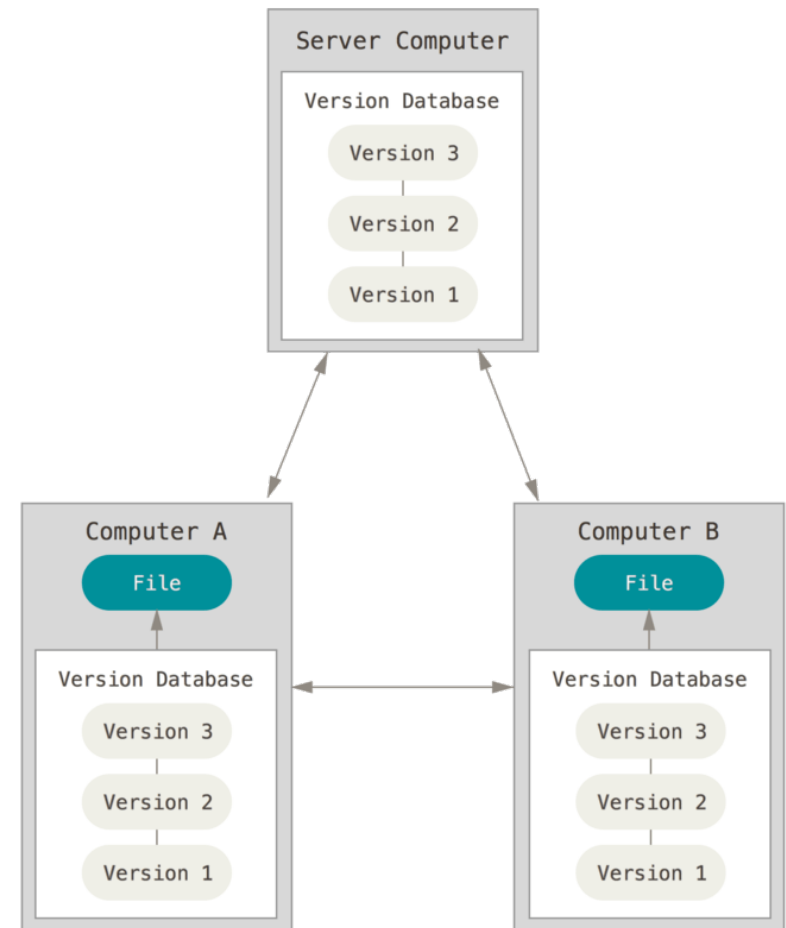 Server Computer
Version Database
Version 3
Version 2
Version 1
Computer A
File
Version Database
Version 3
Version 2
Version 1
Computer B
File
Version Database
Version 3
Version 2
Version 1